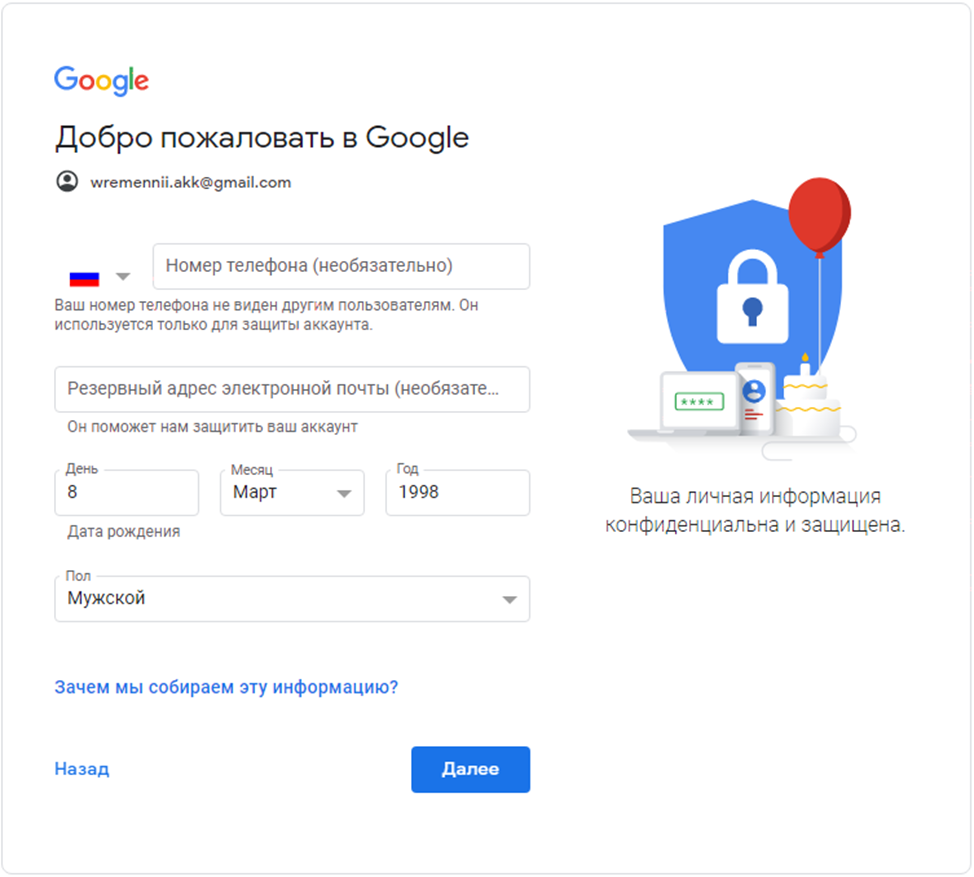 Google
Добро пожаловать в Google
wremennii.akk@gmail.com
Номер телефона (необязательно)
Ваш номер телефона не виден другим пользователям. Он
используется только для защиты аккаунта.
Резервный адрес электронной почты (необязате...
Он поможет нам защитить ваш аккаунт
День
8
Месяц
Март
Год
1998
Дата рождения
Пол
Мужской
Зачем мы собираем эту информацию?
Назад
Далее
****
Ваша личная информация
конфиденциальна и защищена.